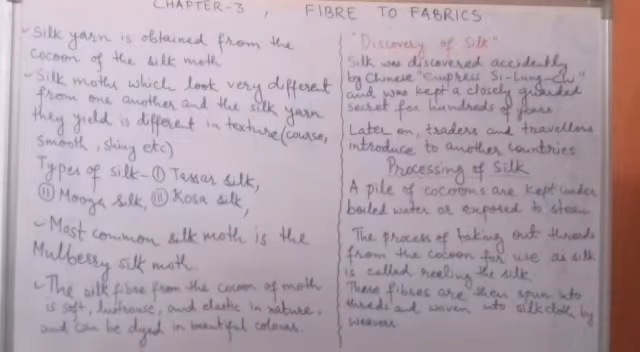 CHAPTER-3, FIBRE TO FABRICS
Silk yarn is obtained from the
cocoon of the silk moth
Silk moths which look very different
from one another and the silk yarn
they yield is different in texture (course,
smooth, shiny etc)
Types of silk- (I) Tassar silk,
(II) Mooga silk, (III) Kosa silk,
Most common silk moth is the
Mulberry silk moth.
The silk fibre from the cocoon of moth
is soft, lustrouse, and elastic in nature,
and can be dyed in beautiful colours.
"Discovery of Silk"
Silk was discovered accidently
by Chinese "Empress Si-Lung-
and was kept a closely guarded
secret for hundreds of years
Later on, traders and travellers
introduce to another countries
Processing of Silk
A pile of cocoons are kept under
boiled water or exposed to steam
The process of taking out threads
from the cocoon for use as silk
is called reeling the silk.
These fibres are then spun into
threads and woven into silk cloth by
weavers